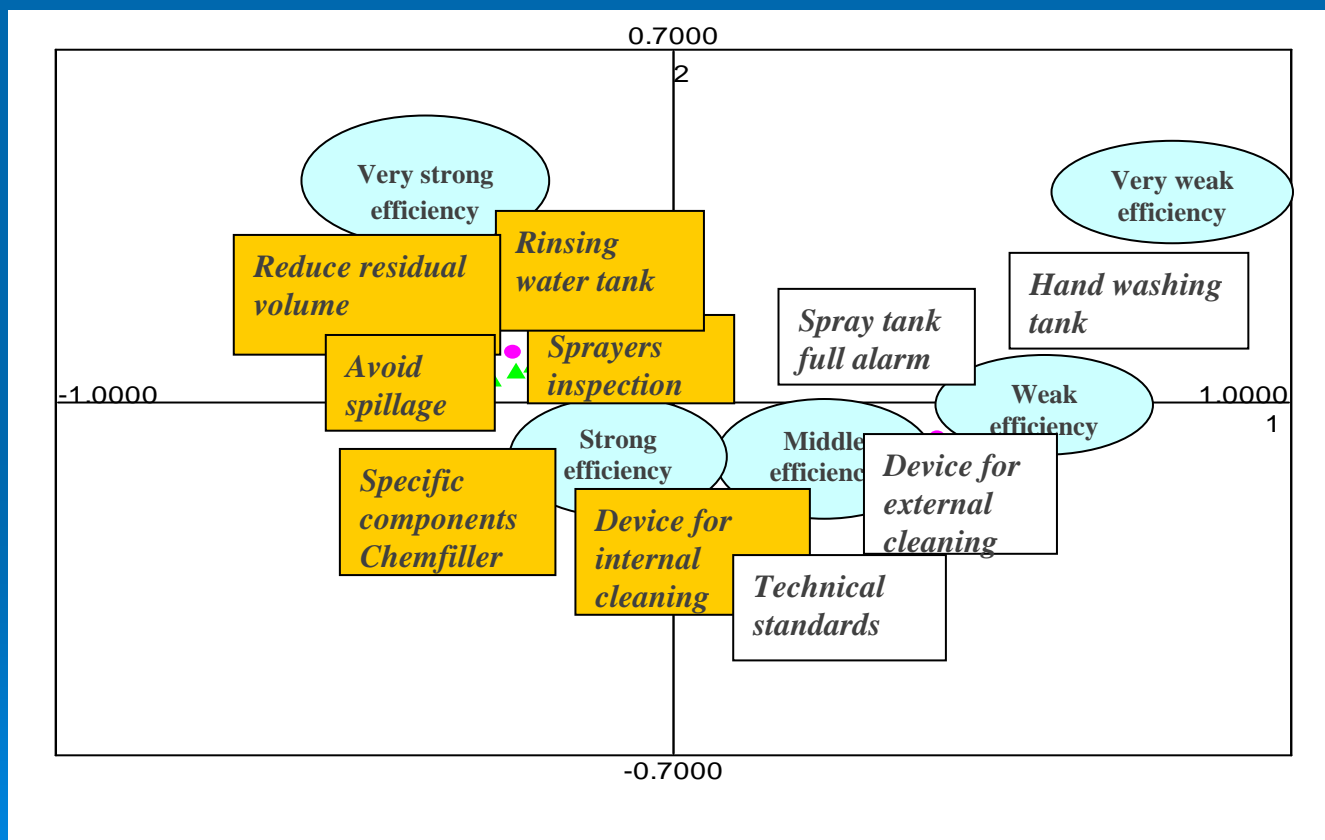 0.7000
2
Very strong
efficiency
Very weak
efficiency
Rinsing
water tank
Reduce residual
volume
Hand washing
tank
Spray tank
full alarm
Sprayers
inspection
Avoid
spillage
-1.0000
1.0000
1
Weak
efficiency
Strong
efficiency
Middle
efficienc
Device for
external
cleaning
Specific
components
Chemfiller
Device for
internal
cleaning
Technical
standards
-0.7000